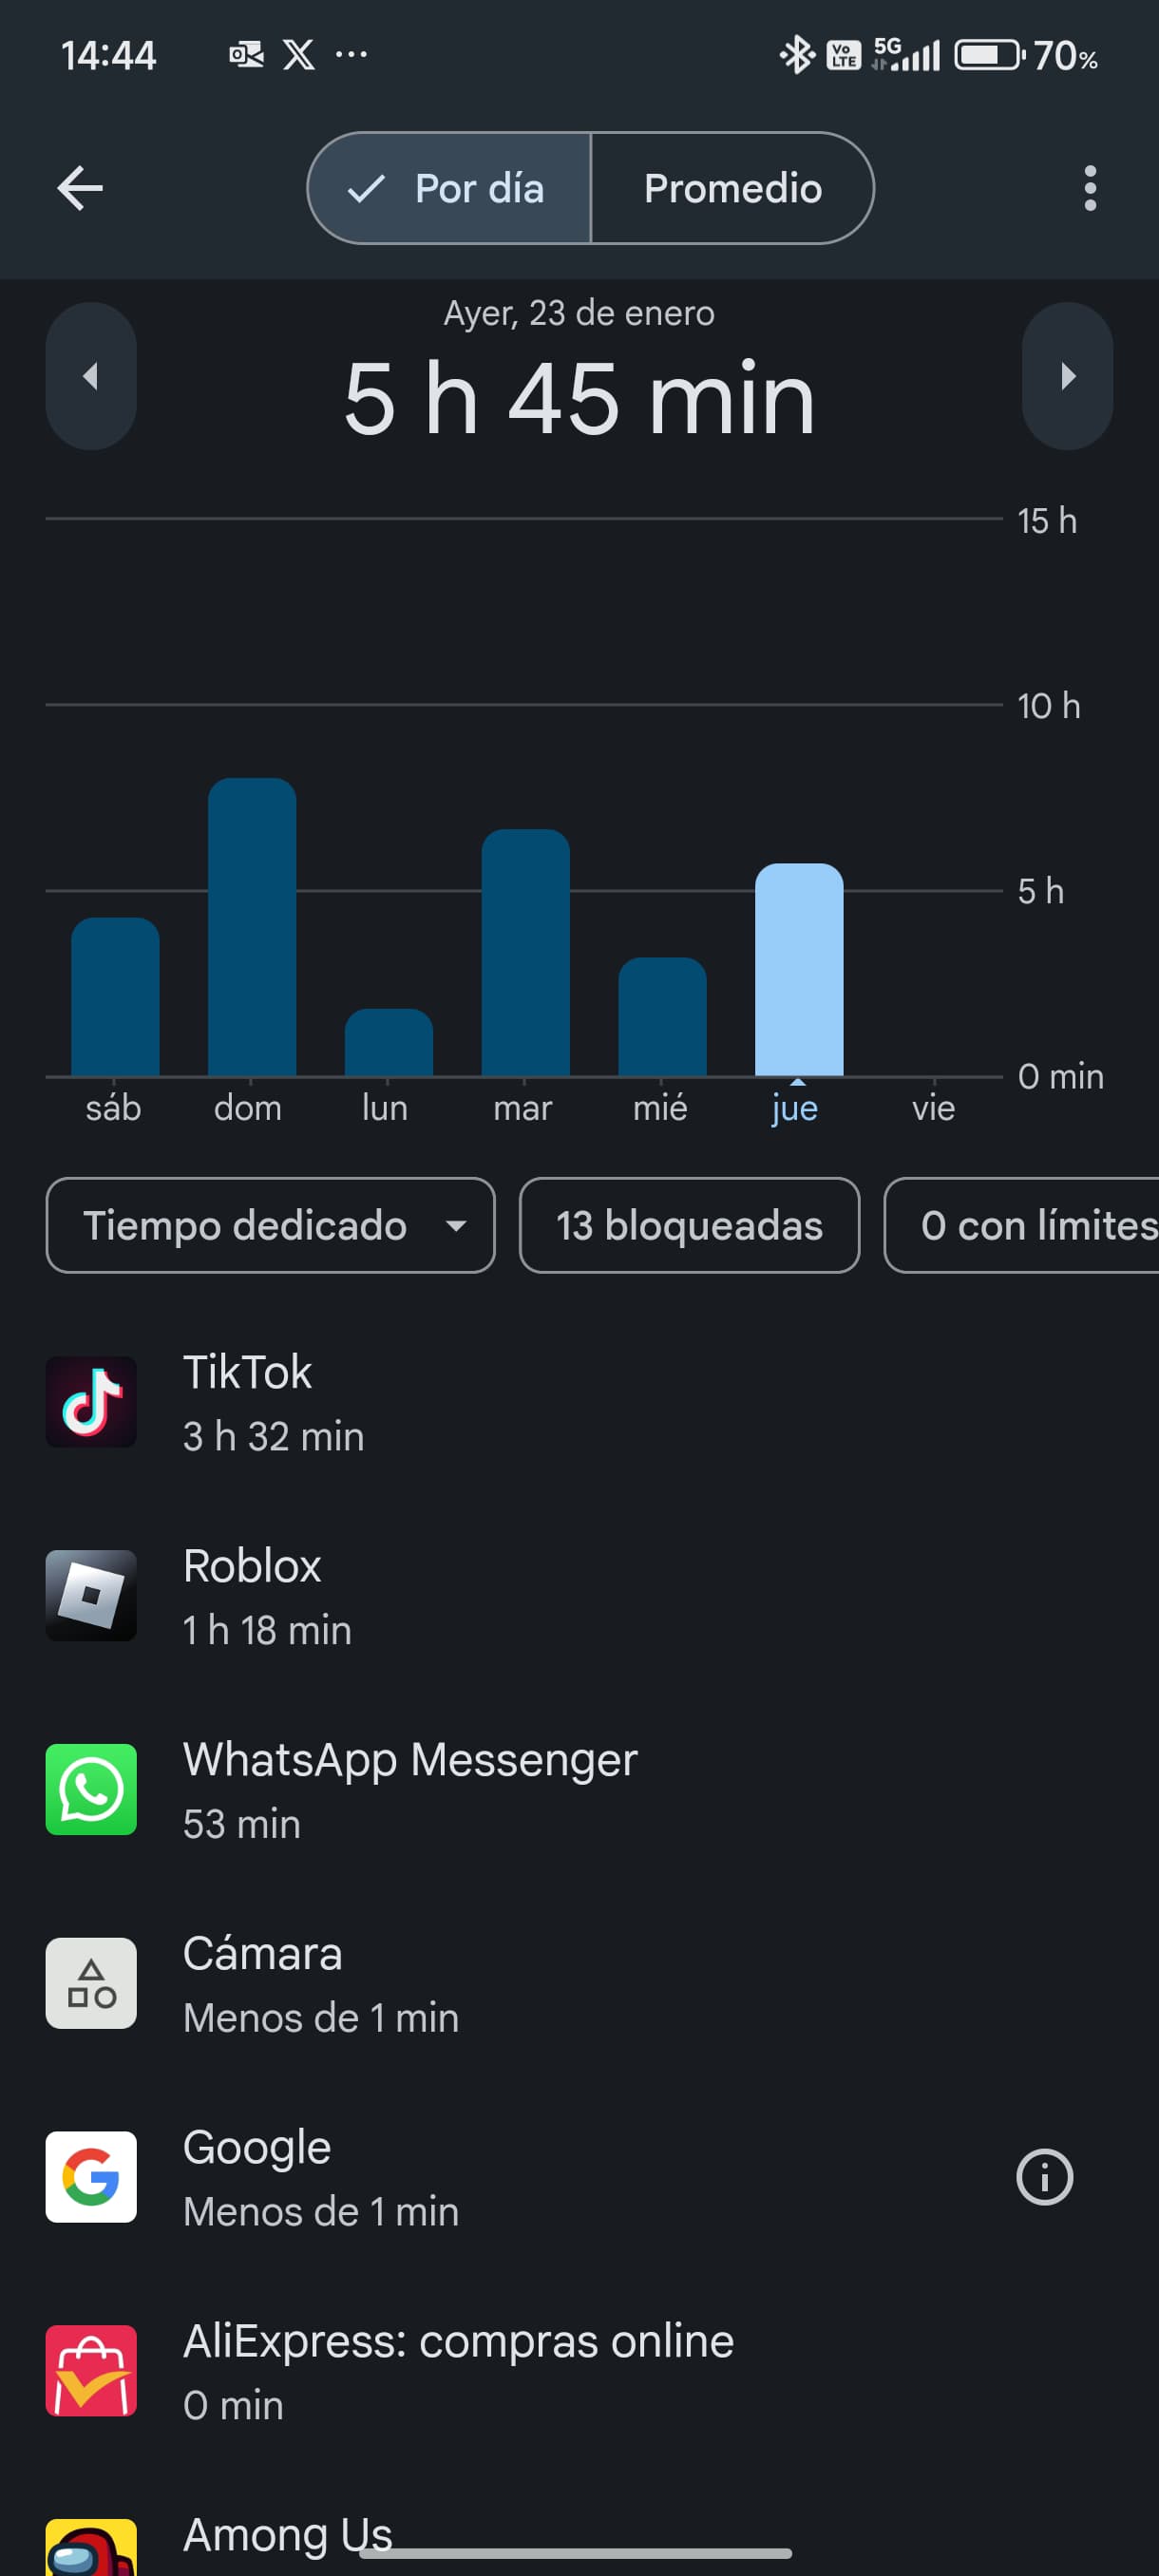 14:44
5G
Vo LTE
70%
Por día
Promedio
Ayer, 23 de enero
5 h 45 min
15 h
10 h
5 h
0 min
sáb dom lun mar mié jue vie
Tiempo dedicado
13 bloqueadas
0 con límites
TikTok
3 h 32 min
Roblox
1 h 18 min
WhatsApp Messenger
53 min
Cámara
Menos de 1 min
Google
Menos de 1 min
AliExpress: compras online
0 min
Among Us